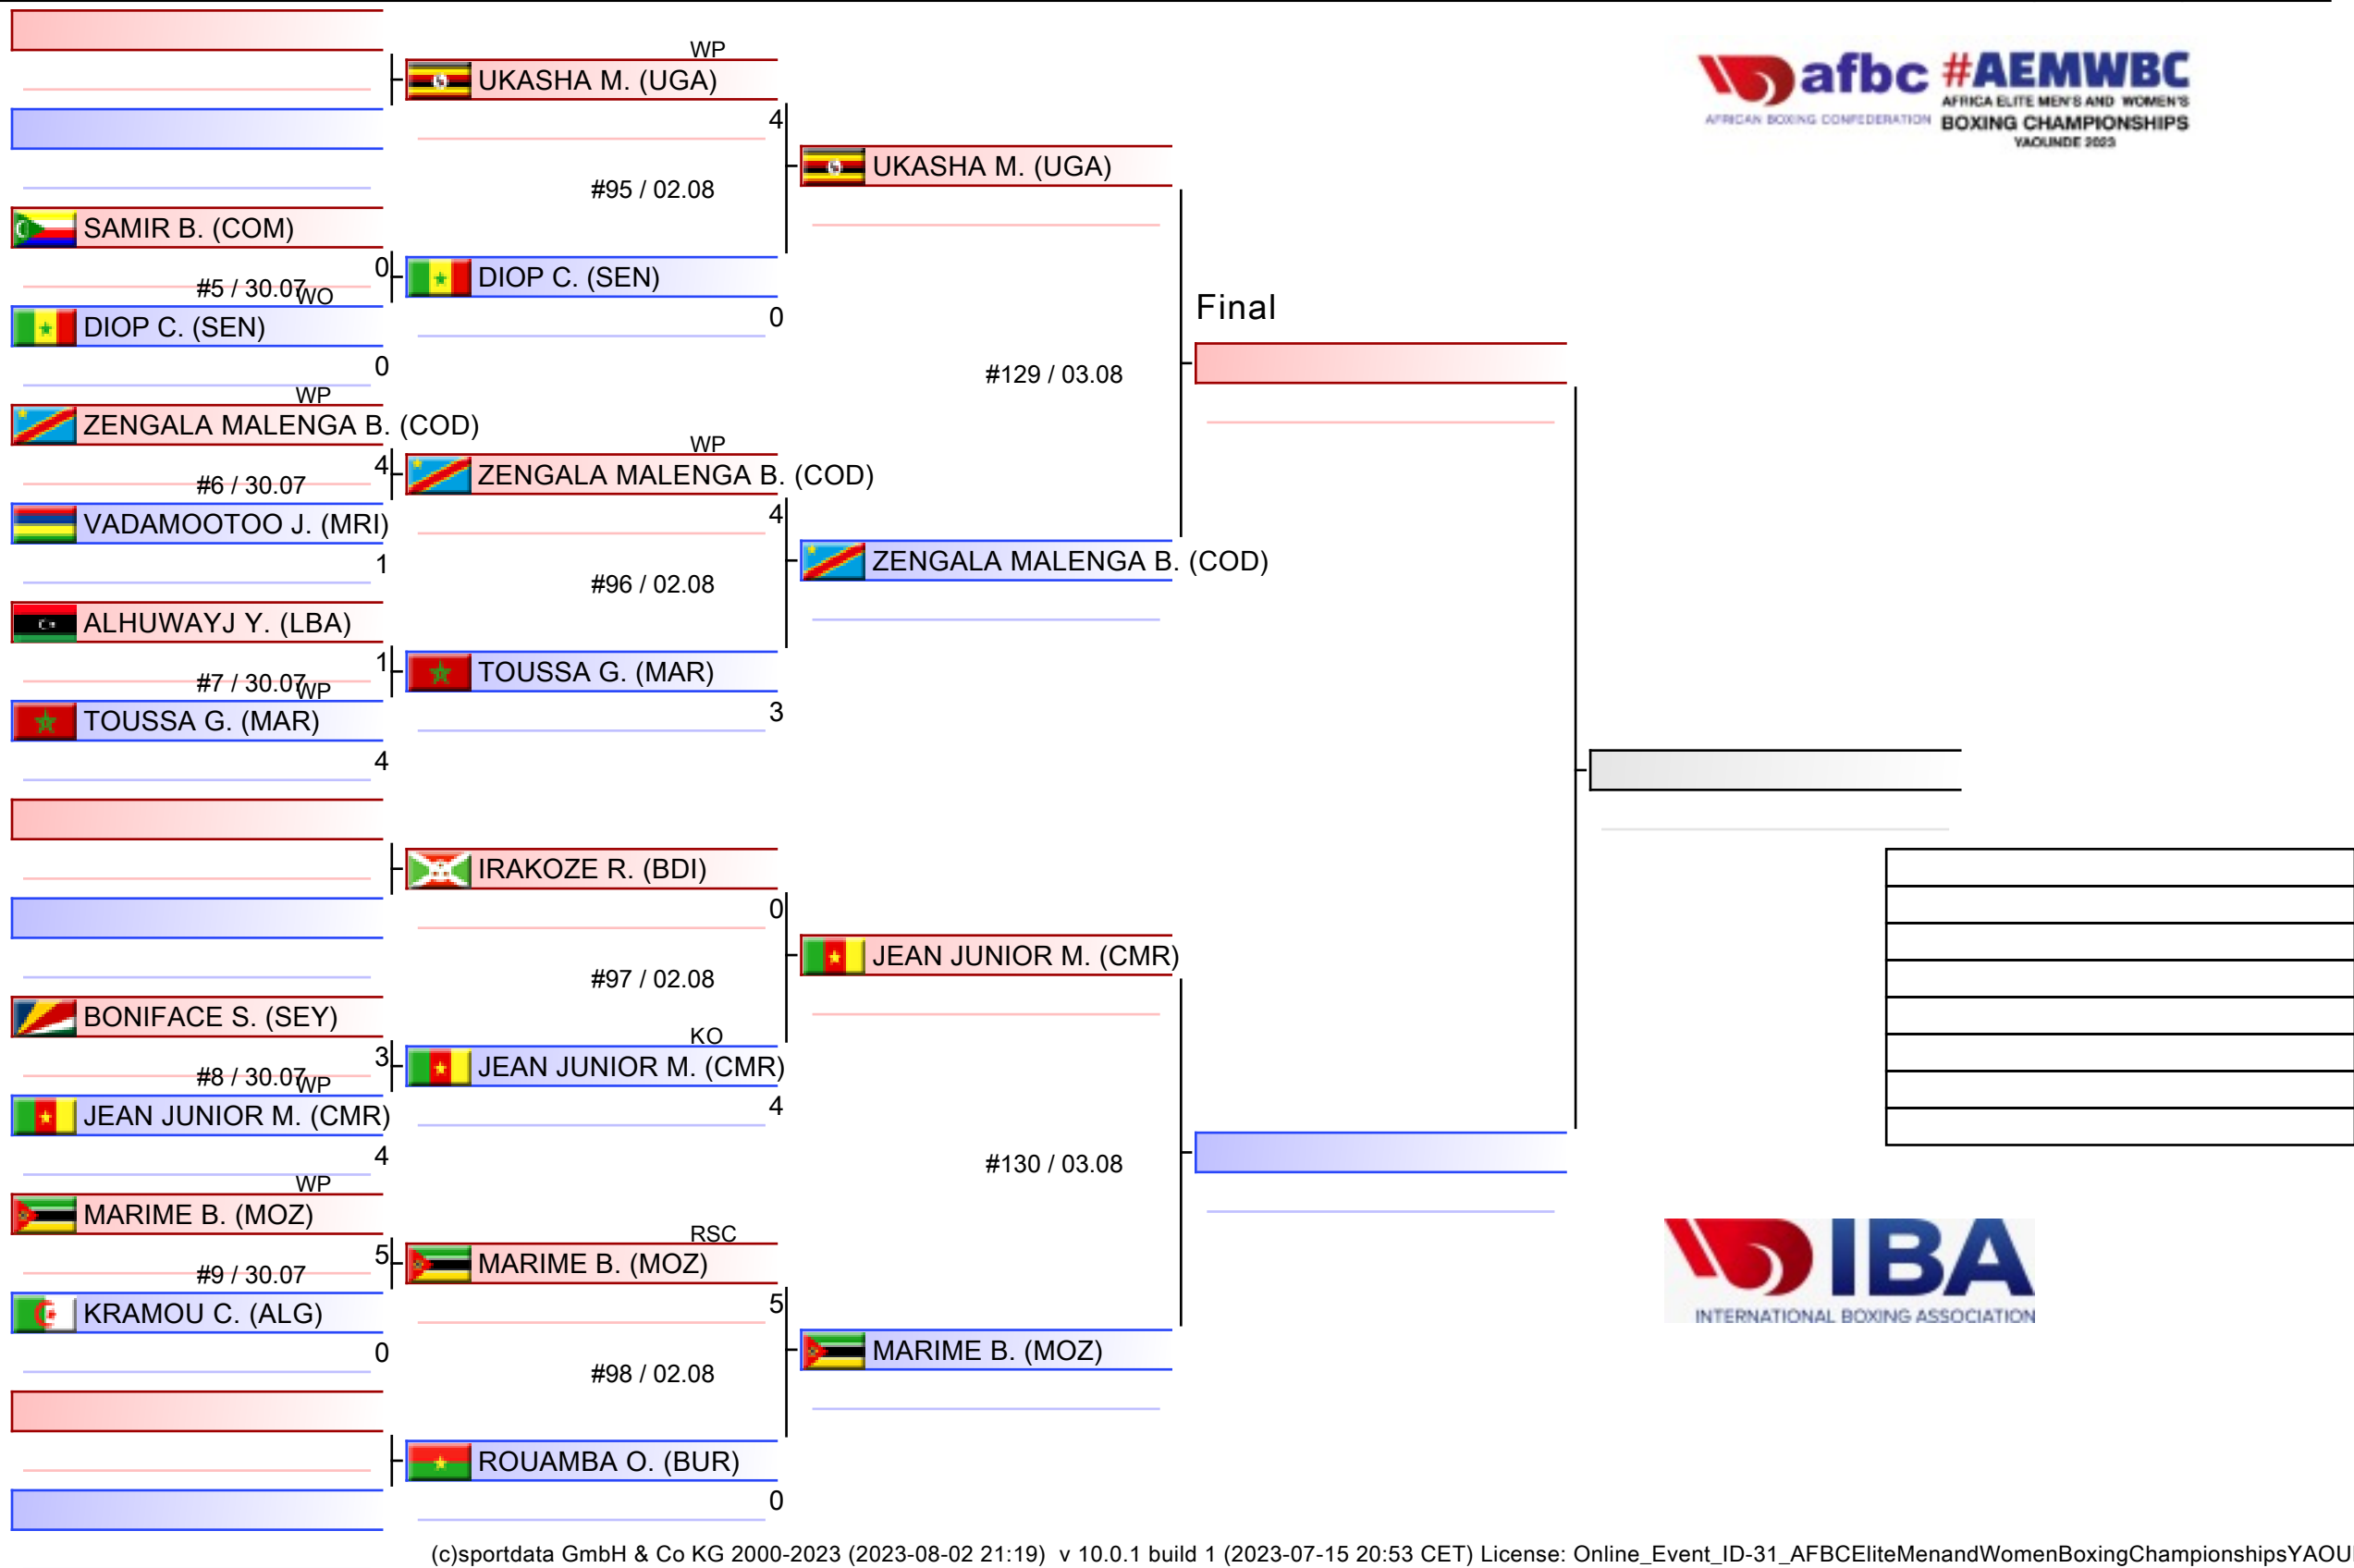 WP
UKASHA M. (UGA)
4
#95 / 02.08
SAMIR B. (COM)
0
#5 / 30.07
WO
DIOP C. (SEN)
0
DIOP C. (SEN)
0
UKASHA M. (UGA)
#129 / 03.08
WP
ZENGALA MALENGA B. (COD)
4
#6 / 30.07
VADAMOOTOO J. (MRI)
1
WP
ZENGALA MALENGA B. (COD)
4
#96 / 02.08
ALHUWAYJ Y. (LBA)
1
#7 / 30.07
WP
TOUSSA G. (MAR)
4
TOUSSA G. (MAR)
3
ZENGALA MALENGA B. (COD)
Final
IRAKOZE R. (BDI)
0
#97 / 02.08
BONIFACE S. (SEY)
3
#8 / 30.07
WP
JEAN JUNIOR M. (CMR)
4
KO
JEAN JUNIOR M. (CMR)
4
JEAN JUNIOR M. (CMR)
#130 / 03.08
WP
MARIME B. (MOZ)
5
#9 / 30.07
KRAMOU C. (ALG)
0
RSC
MARIME B. (MOZ)
5
#98 / 02.08
ROUAMBA O. (BUR)
0
MARIME B. (MOZ)
afbc
AFRICAN BOXING CONFEDERATION
#AEMWBC
AFRICA ELITE MEN'S AND WOMEN'S
BOXING CHAMPIONSHIPS
YAOUNDE 2023
IBA
INTERNATIONAL BOXING ASSOCIATION
(c)sportdata GmbH & Co KG 2000-2023 (2023-08-02 21:19) v 10.0.1 build 1 (2023-07-15 20:53 CET) License: Online_Event_ID-31_AFBCEliteMenandWomenBoxingChampionshipsYAOU